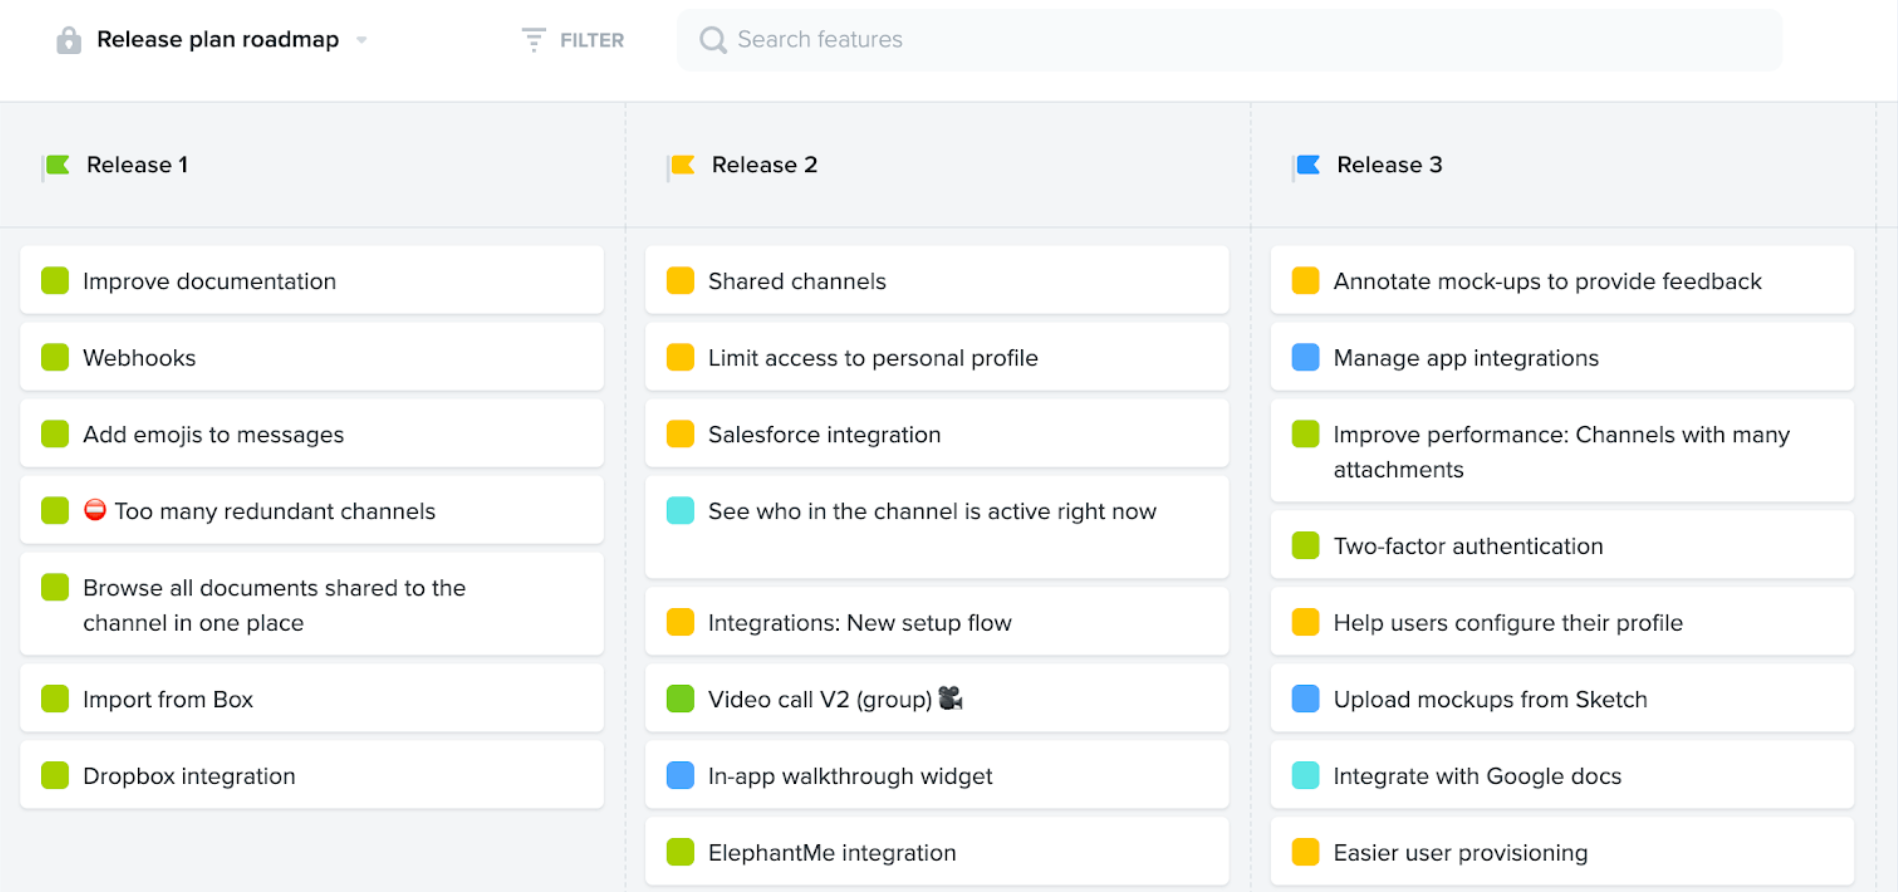 Release plan roadmap
FILTER
Search features
Release 1
Improve documentation
Webhooks
Add emojis to messages
Too many redundant channels
Browse all documents shared to the
channel in one place
Import from Box
Dropbox integration
Release 2
Shared channels
Limit access to personal profile
Salesforce integration
See who in the channel is active right now
Integrations: New setup flow
Video call V2 (group)
In-app walkthrough widget
ElephantMe integration
Release 3
Annotate mock-ups to provide feedback
Manage app integrations
Improve performance: Channels with many
attachments
Two-factor authentication
Help users configure their profile
Upload mockups from Sketch
Integrate with Google docs
Easier user provisioning